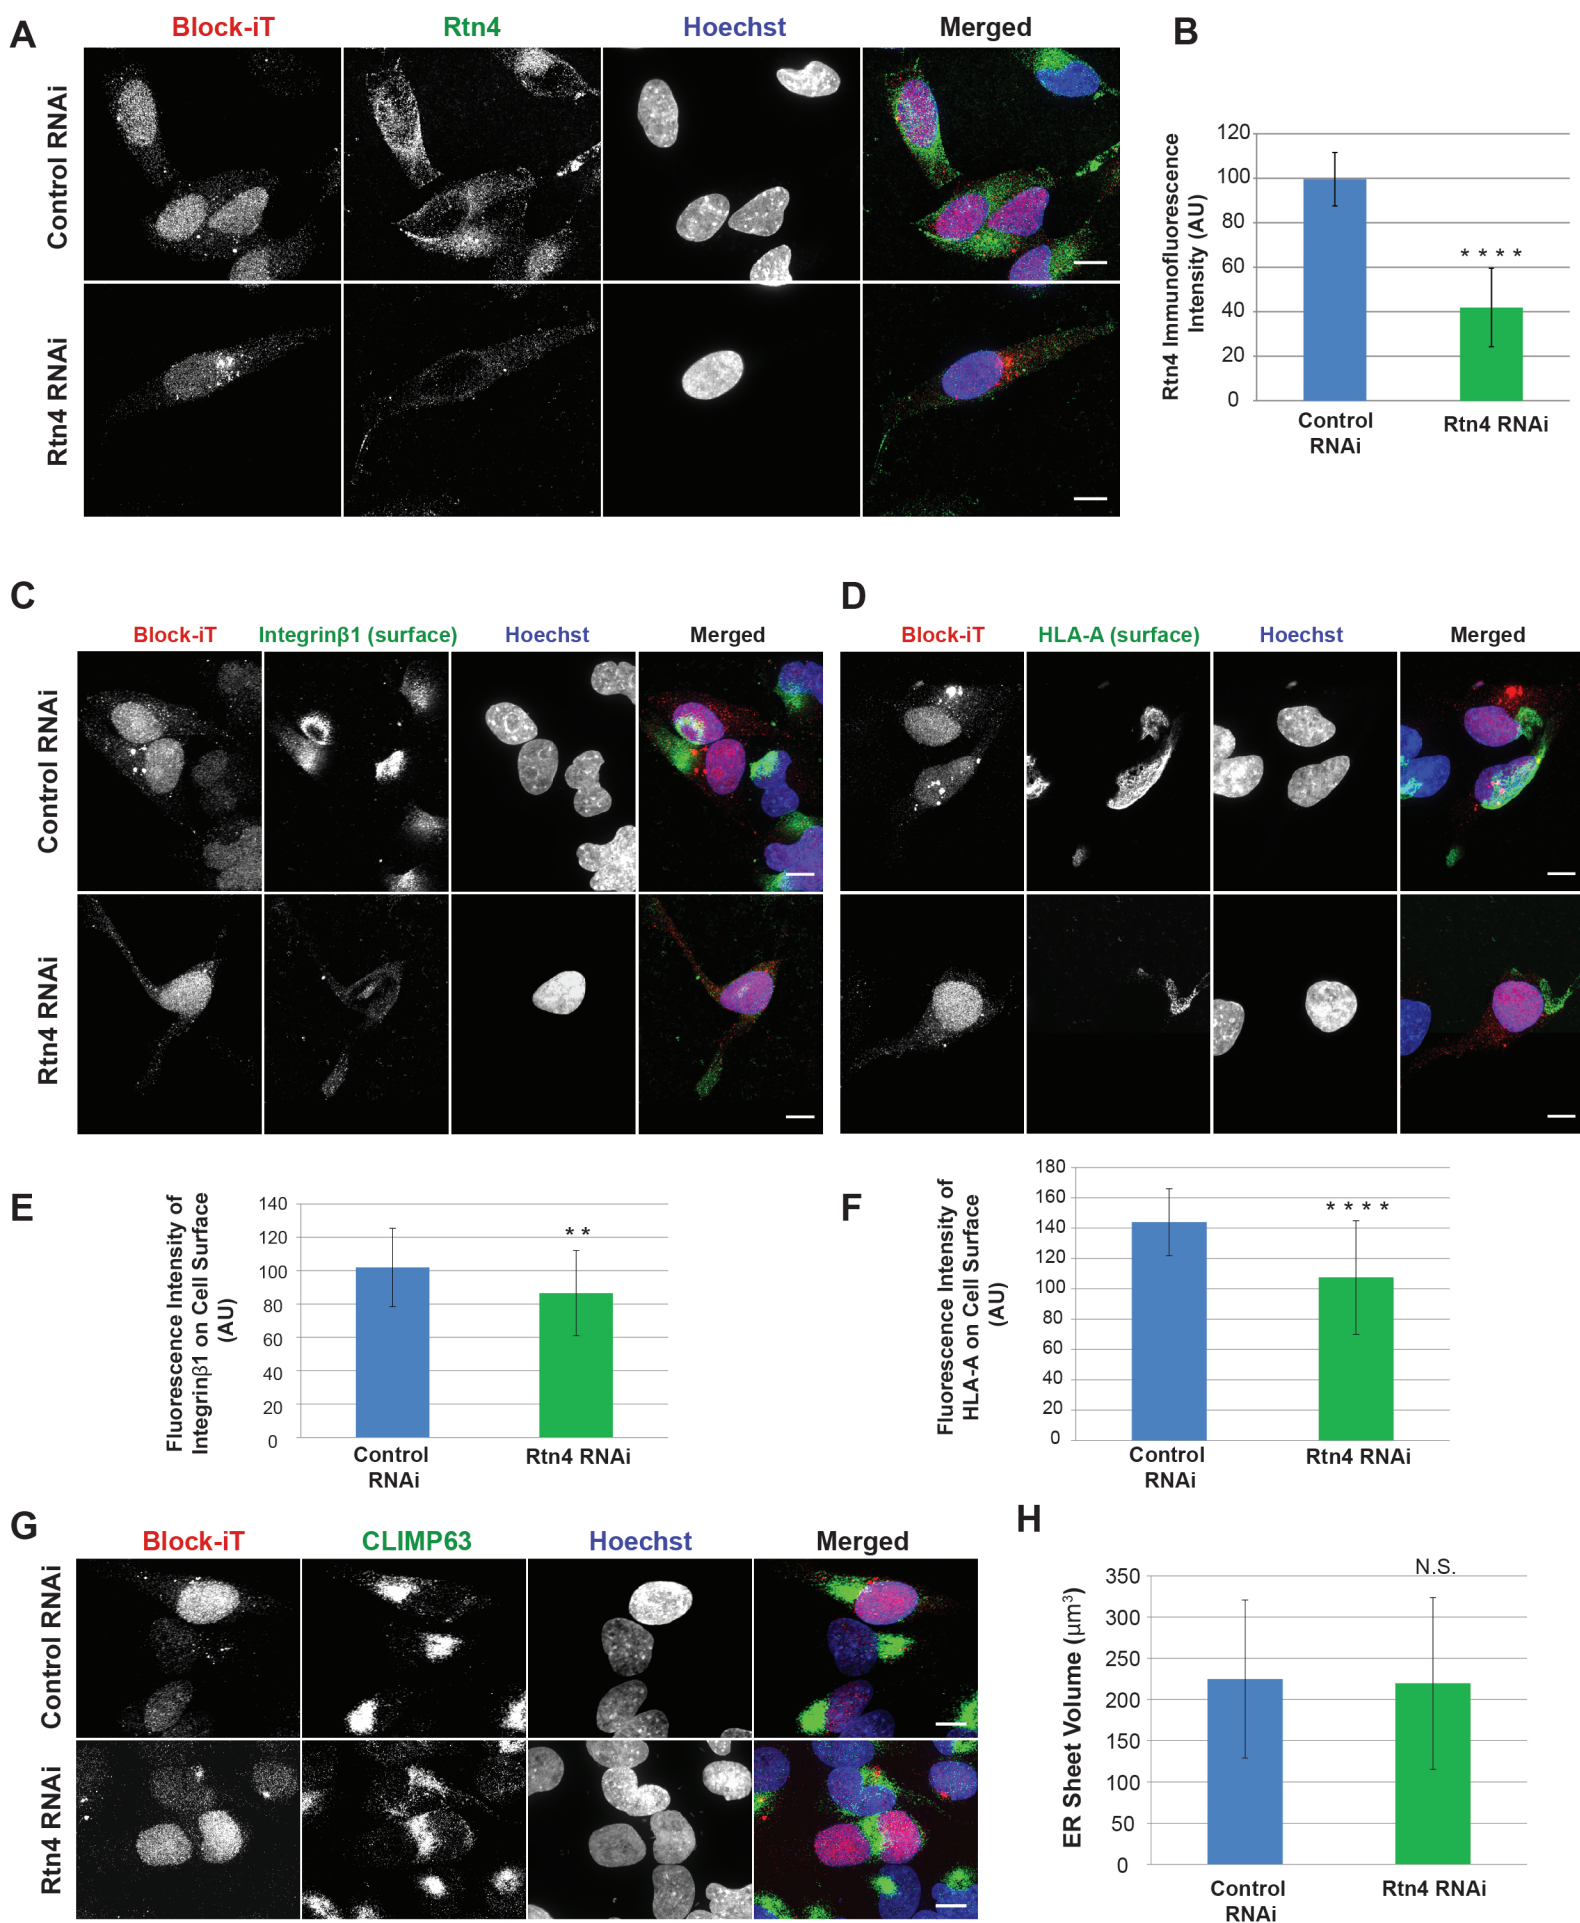 A
Block-iT
Rtn4
Hoechst
Merged
Control RNAi
Rtn4 RNAi
B
Rtn4 Immunofluorescence
Intensity (AU)
120
100
80
60
40
20
0
* * * *
Control
RNAi
Rtn4 RNAi
C
Block-iT
Integrinβ1 (surface)
Hoechst
Merged
Control RNAi
Rtn4 RNAi
D
Block-iT
HLA-A (surface)
Hoechst
Merged
E
Fluorescence Intensity of
Integrinβ1 on Cell Surface
(AU)
140
120
100
80
60
40
20
0
* *
Control
RNAi
Rtn4 RNAi
F
Fluorescence Intensity of
HLA-A on Cell Surface
(AU)
180
160
140
120
100
80
60
40
20
0
* * * *
Control
RNAi
Rtn4 RNAi
G
Block-iT
CLIMP63
Hoechst
Merged
Control RNAi
Rtn4 RNAi
H
ER Sheet Volume (μm³)
350
300
250
200
150
100
50
0
N.S.
Control
RNAi
Rtn4 RNAi